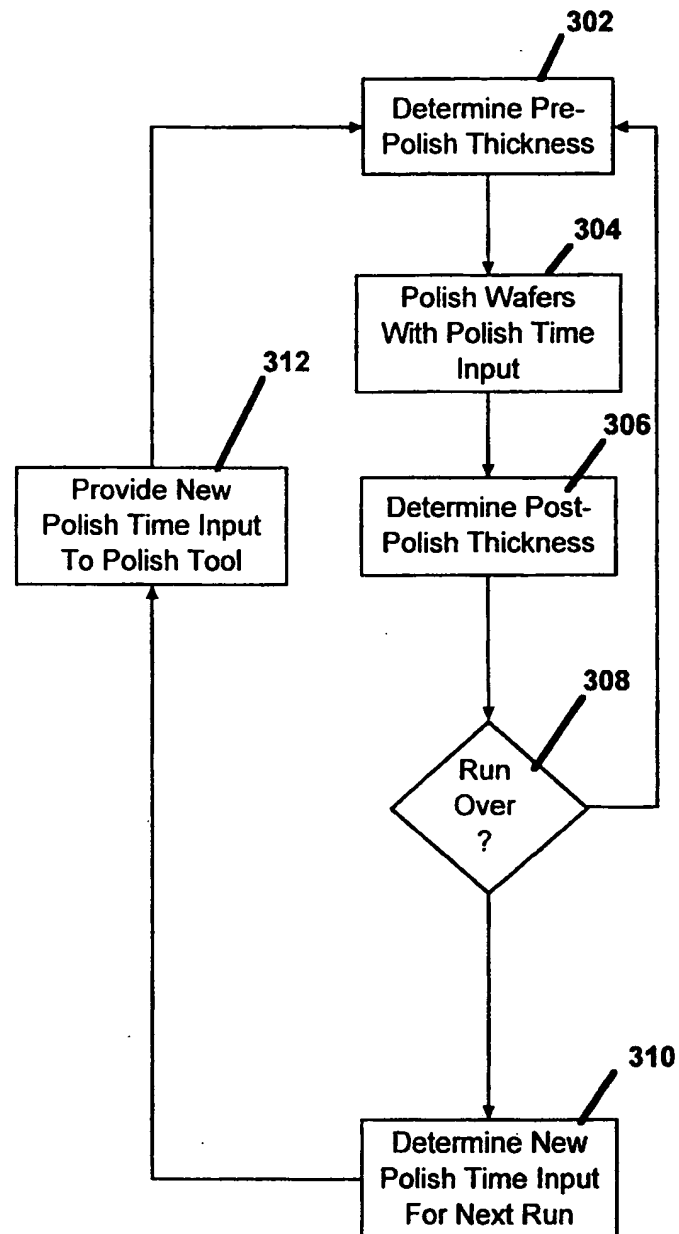 302
Determine Pre-
Polish Thickness
304
Polish Wafers
With Polish Time
Input
312
306
Provide New
Polish Time Input
To Polish Tool
Determine Post-
Polish Thickness
308
Run
Over
?
310
Determine New
Polish Time Input
For Next Run